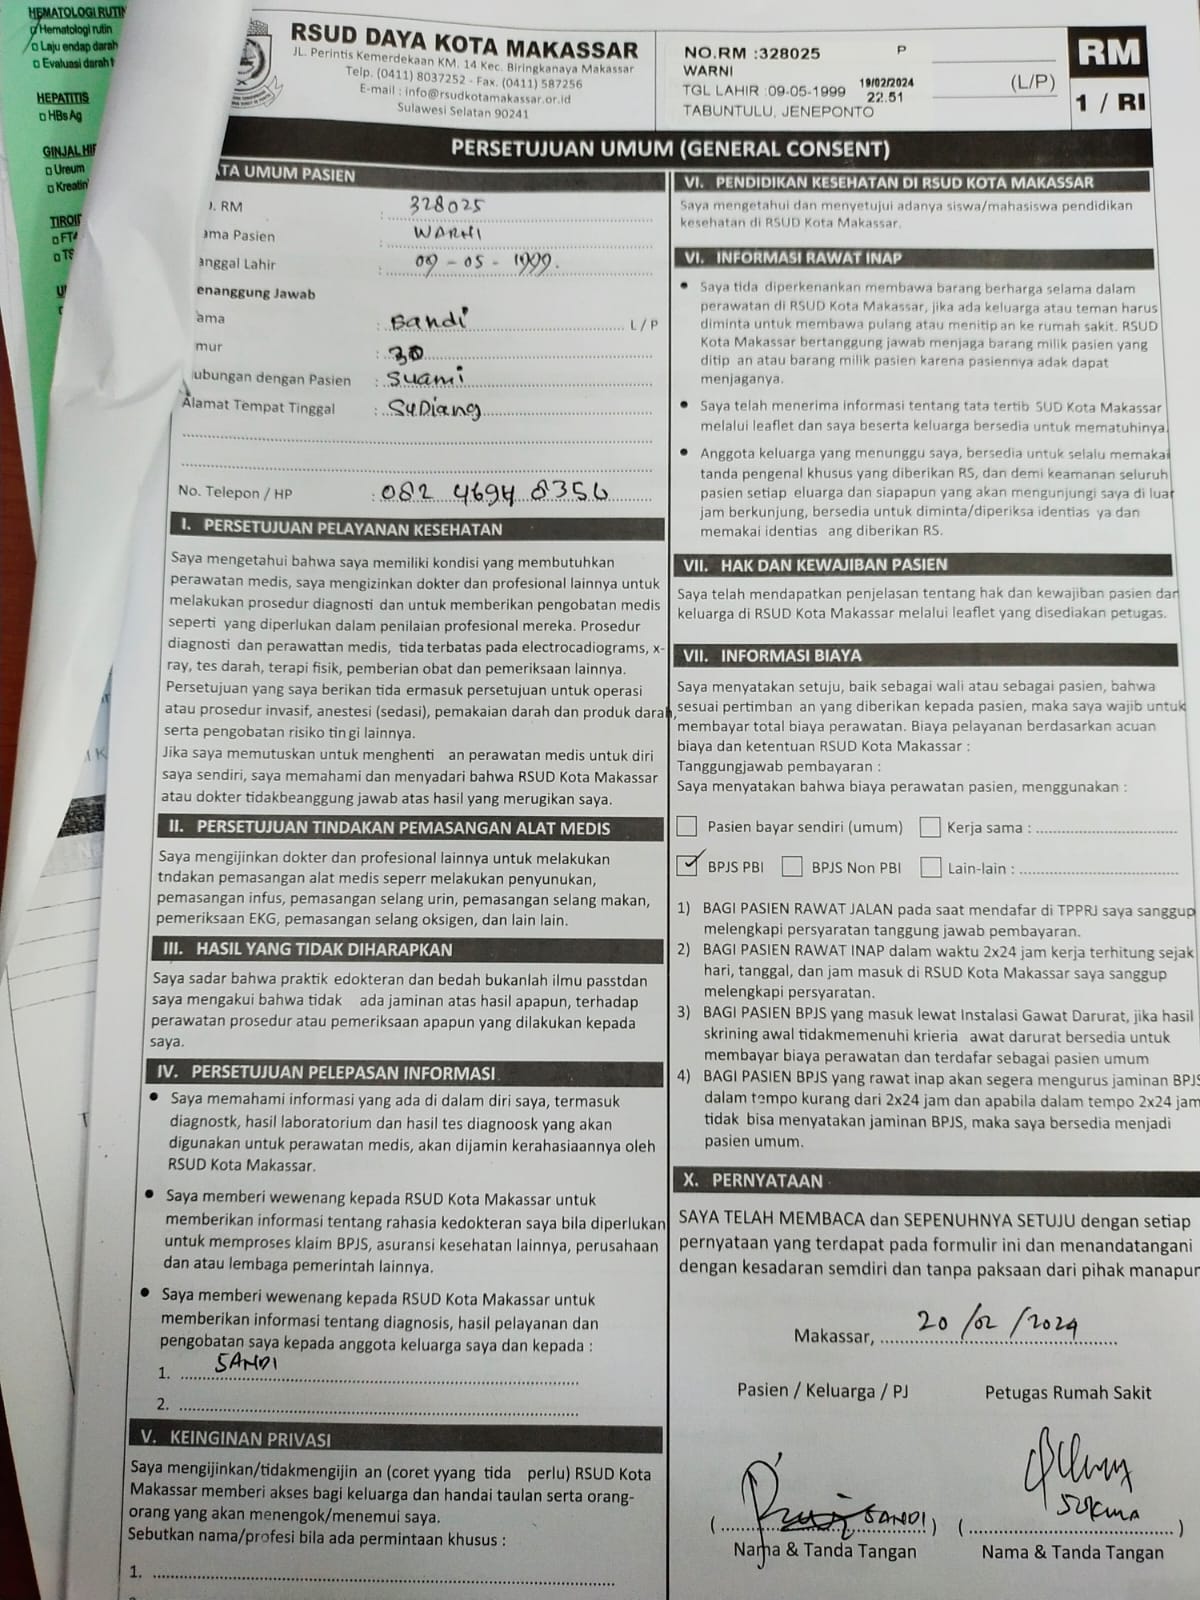 HEMATOLOGI RUTIN
Hematologi rutin
Laju endap darah
Evaluasi darah t
HEPATITIS
HBs Ag
GINJAL HIP
Ureum
Kreatin
TIROID
FT4
RSUD DAYA KOTA MAKASSAR
JL. Perintis Kemerdekaan KM. 14 Kec. Biringkanaya Makassar
Telp. (0411) 8037252 - Fax. (0411) 587256
E-mail : info@rsudkotamakassar.or.id
Sulawesi Selatan 90241
NO.RM :328025 P
WARNI
TGL LAHIR :09-05-1999 19/02/2024 22.51
TABUNTULU, JENEPONTO
(L/P)
RM
1 / RI
PERSETUJUAN UMUM (GENERAL CONSENT)
ATA UMUM PASIEN
. RM : 328025
ama Pasien : WARNI
anggal Lahir : 09 - 05 - 1999.
enanggung Jawab
ama : Sandi L / P
mur : 30
ubungan dengan Pasien : Suami
Alamat Tempat Tinggal : SuDiang
No. Telepon / HP : 082 4694 8356
I. PERSETUJUAN PELAYANAN KESEHATAN
Saya mengetahui bahwa saya memiliki kondisi yang membutuhkan
perawatan medis, saya mengizinkan dokter dan profesional lainnya untuk
melakukan prosedur diagnosti dan untuk memberikan pengobatan medis
seperti yang diperlukan dalam penilaian profesional mereka. Prosedur
diagnosti dan perawattan medis, tida terbatas pada electrocadiograms, x-
ray, tes darah, terapi fisik, pemberian obat dan pemeriksaan lainnya.
Persetujuan yang saya berikan tida ermasuk persetujuan untuk operasi
atau prosedur invasif, anestesi (sedasi), pemakaian darah dan produk darah,
serta pengobatan risiko tin gi lainnya.
Jika saya memutuskan untuk menghenti an perawatan medis untuk diri
saya sendiri, saya memahami dan menyadari bahwa RSUD Kota Makassar
atau dokter tidakbeanggung jawab atas hasil yang merugikan saya.
II. PERSETUJUAN TINDAKAN PEMASANGAN ALAT MEDIS
Saya mengijinkan dokter dan profesional lainnya untuk melakukan
tndakan pemasangan alat medis seperr melakukan penyunukan,
pemasangan infus, pemasangan selang urin, pemasangan selang makan,
pemeriksaan EKG, pemasangan selang oksigen, dan lain lain.
III. HASIL YANG TIDAK DIHARAPKAN
Saya sadar bahwa praktik edokteran dan bedah bukanlah ilmu passtdan
saya mengakui bahwa tidak ada jaminan atas hasil apapun, terhadap
perawatan prosedur atau pemeriksaan apapun yang dilakukan kepada
saya.
IV. PERSETUJUAN PELEPASAN INFORMASI
• Saya memahami informasi yang ada di dalam diri saya, termasuk
diagnostk, hasil laboratorium dan hasil tes diagnoosk yang akan
digunakan untuk perawatan medis, akan dijamin kerahasiaannya oleh
RSUD Kota Makassar.
• Saya memberi wewenang kepada RSUD Kota Makassar untuk
memberikan informasi tentang rahasia kedokteran saya bila diperlukan
untuk memproses klaim BPJS, asuransi kesehatan lainnya, perusahaan
dan atau lembaga pemerintah lainnya.
• Saya memberi wewenang kepada RSUD Kota Makassar untuk
memberikan informasi tentang diagnosis, hasil pelayanan dan
pengobatan saya kepada anggota keluarga saya dan kepada :
1. SANDI
2.
V. KEINGINAN PRIVASI
Saya mengijinkan/tidakmengijin an (coret yyang tida perlu) RSUD Kota
Makassar memberi akses bagi keluarga dan handai taulan serta orang-
orang yang akan menengok/menemui saya.
Sebutkan nama/profesi bila ada permintaan khusus :
1.
VI. PENDIDIKAN KESEHATAN DI RSUD KOTA MAKASSAR
Saya mengetahui dan menyetujui adanya siswa/mahasiswa pendidikan
kesehatan di RSUD Kota Makassar.
VI. INFORMASI RAWAT INAP
• Saya tida diperkenankan membawa barang berharga selama dalam
perawatan di RSUD Kota Makassar, jika ada keluarga atau teman harus
diminta untuk membawa pulang atau menitip an ke rumah sakit. RSUD
Kota Makassar bertanggung jawab menjaga barang milik pasien yang
ditip an atau barang milik pasien karena pasiennya adak dapat
menjaganya.
• Saya telah menerima informasi tentang tata tertib SUD Kota Makassar
melalui leaflet dan saya beserta keluarga bersedia untuk mematuhinya.
• Anggota keluarga yang menunggu saya, bersedia untuk selalu memakai
tanda pengenal khusus yang diberikan RS, dan demi keamanan seluruh
pasien setiap eluarga dan siapapun yang akan mengunjungi saya di luar
jam berkunjung, bersedia untuk diminta/diperiksa identias ya dan
memakai identias ang diberikan RS.
VII. HAK DAN KEWAJIBAN PASIEN
Saya telah mendapatkan penjelasan tentang hak dan kewajiban pasien dan
keluarga di RSUD Kota Makassar melalui leaflet yang disediakan petugas.
VII. INFORMASI BIAYA
Saya menyatakan setuju, baik sebagai wali atau sebagai pasien, bahwa
sesuai pertimban an yang diberikan kepada pasien, maka saya wajib untuk
membayar total biaya perawatan. Biaya pelayanan berdasarkan acuan
biaya dan ketentuan RSUD Kota Makassar :
Tanggungjawab pembayaran :
Saya menyatakan bahwa biaya perawatan pasien, menggunakan :
Pasien bayar sendiri (umum) Kerja sama :
✓ BPJS PBI BPJS Non PBI Lain-lain :
1) BAGI PASIEN RAWAT JALAN pada saat mendafar di TPPRJ saya sanggup
melengkapi persyaratan tanggung jawab pembayaran.
2) BAGI PASIEN RAWAT INAP dalam waktu 2x24 jam kerja terhitung sejak
hari, tanggal, dan jam masuk di RSUD Kota Makassar saya sanggup
melengkapi persyaratan.
3) BAGI PASIEN BPJS yang masuk lewat Instalasi Gawat Darurat, jika hasil
skrining awal tidakmemenuhi krieria awat darurat bersedia untuk
membayar biaya perawatan dan terdafar sebagai pasien umum
4) BAGI PASIEN BPJS yang rawat inap akan segera mengurus jaminan BPJS
dalam tempo kurang dari 2x24 jam dan apabila dalam tempo 2x24 jam
tidak bisa menyatakan jaminan BPJS, maka saya bersedia menjadi
pasien umum.
X. PERNYATAAN
SAYA TELAH MEMBACA dan SEPENUHNYA SETUJU dengan setiap
pernyataan yang terdapat pada formulir ini dan menandatangani
dengan kesadaran semdiri dan tanpa paksaan dari pihak manapun
Makassar, 20 /02 /2024
Pasien / Keluarga / PJ Petugas Rumah Sakit
( SANDI ) ( SUKMA )
Nama & Tanda Tangan Nama & Tanda Tangan